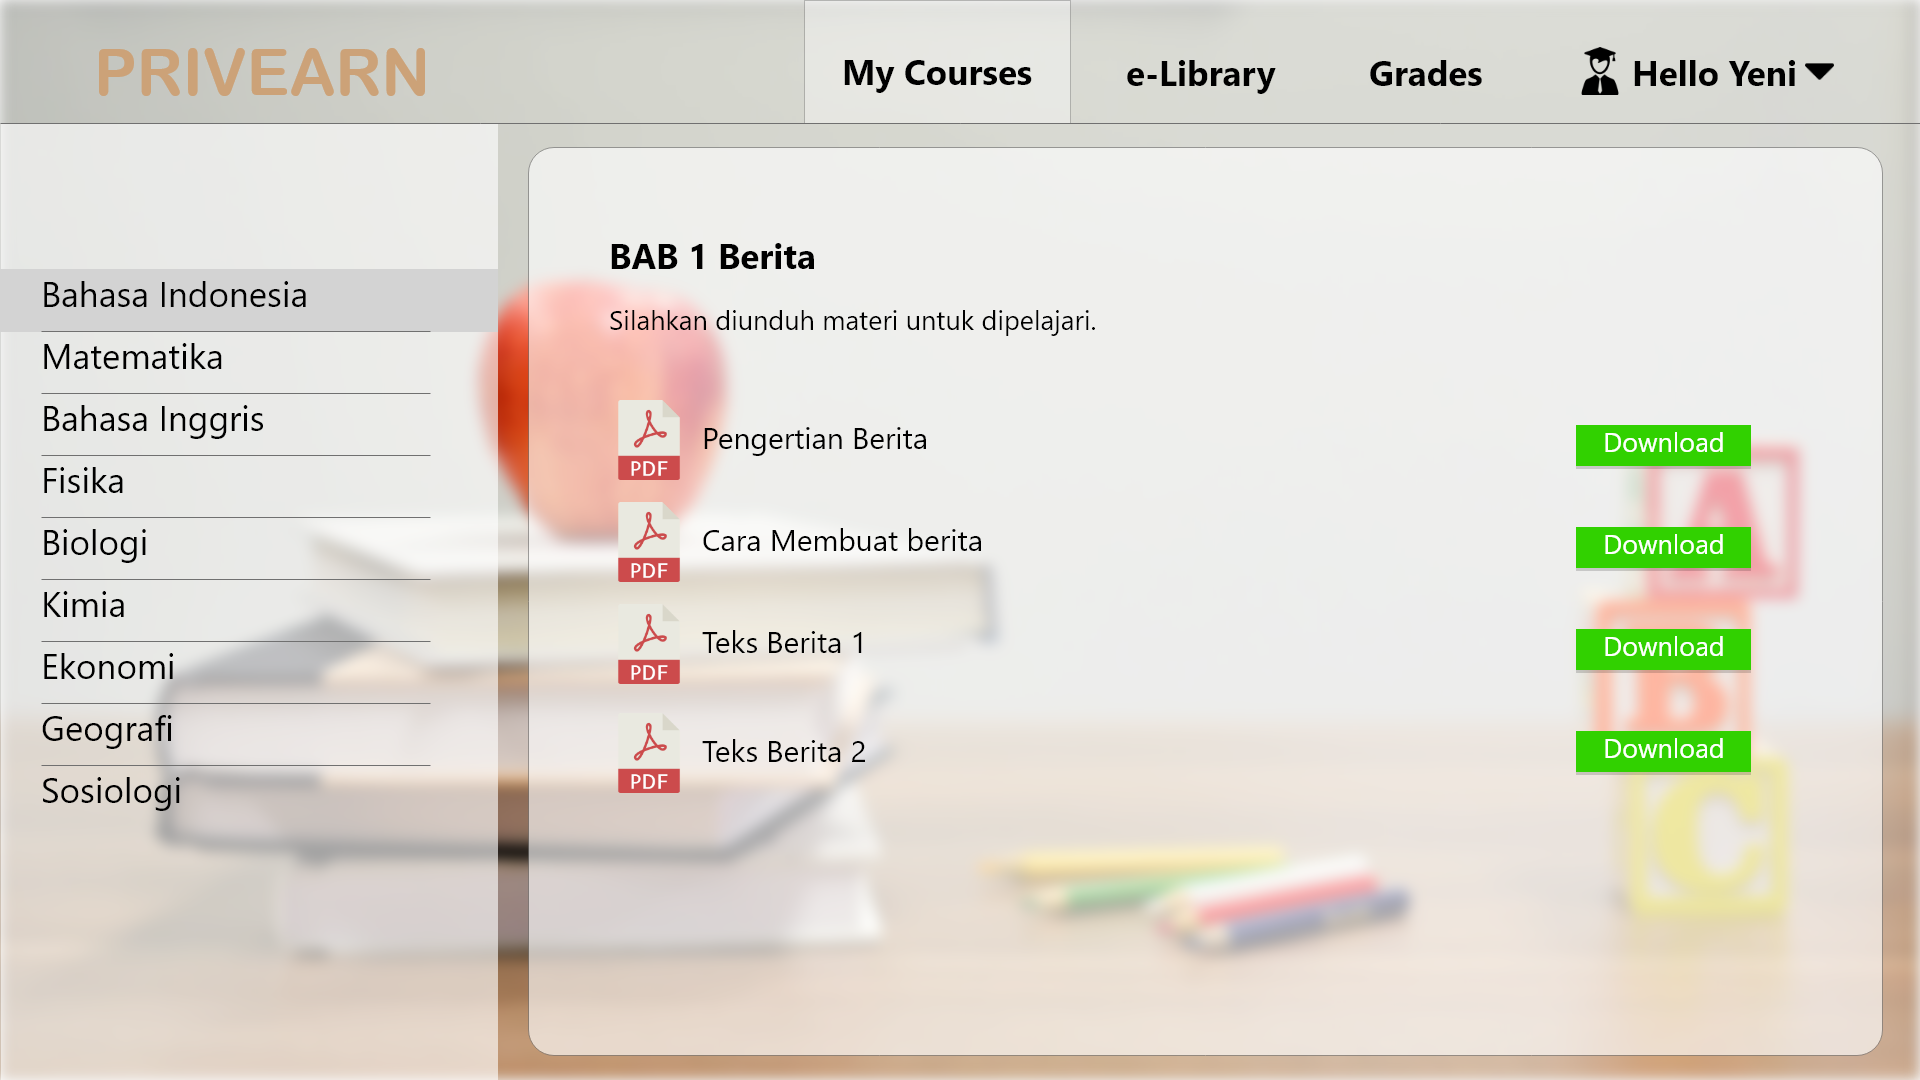 PRIVEARN
My Courses
e-Library
Grades
Hello Yeni
Bahasa Indonesia
Matematika
Bahasa Inggris
Fisika
Biologi
Kimia
Ekonomi
Geografi
Sosiologi
BAB 1 Berita
Silahkan diunduh materi untuk dipelajari.
PDF
Pengertian Berita
Download
PDF
Cara Membuat berita
Download
PDF
Teks Berita 1
Download
PDF
Teks Berita 2
Download
A
B
C